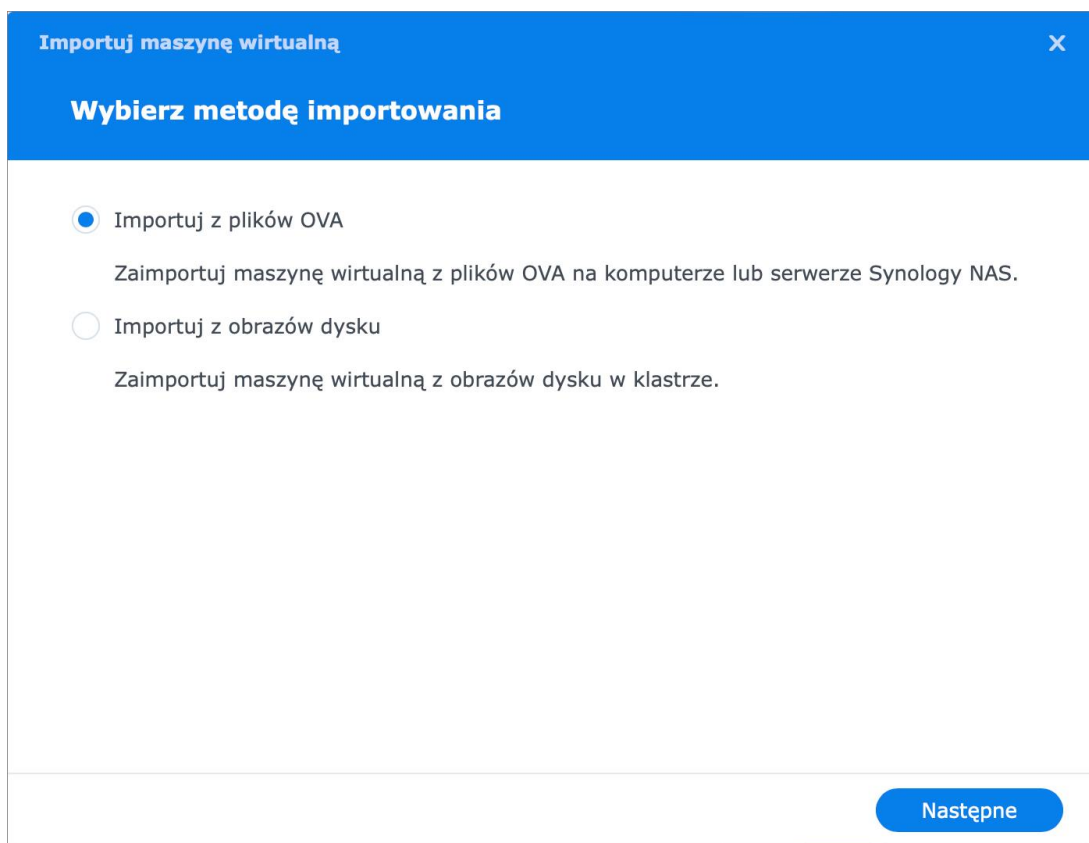 Importuj maszynę wirtualną
Wybierz metodę importowania
Importuj z plików OVA
Zaimportuj maszynę wirtualną z plików OVA na komputerze lub serwerze Synology NAS.
Importuj z obrazów dysku
Zaimportuj maszynę wirtualną z obrazów dysku w klastrze.
Następne